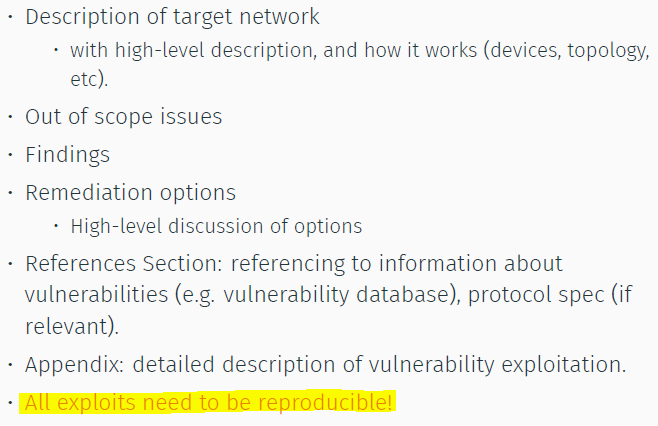 • Description of target network
• with high-level description, and how it works (devices, topology,
etc).
• Out of scope issues
• Findings
• Remediation options
• High-level discussion of options
• References Section: referencing to information about
vulnerabilities (e.g. vulnerability database), protocol spec (if
relevant).
• Appendix: detailed description of vulnerability exploitation.
• All exploits need to be reproducible!